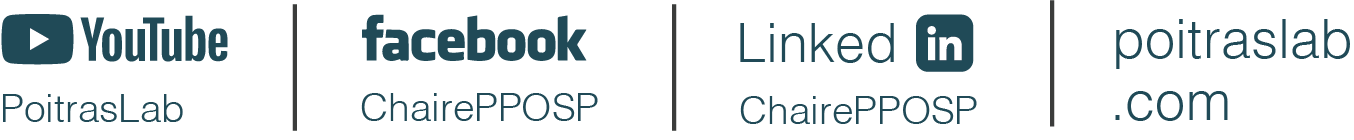 YouTube
PoitrasLab
facebook
ChairePPOSP
Linked in
ChairePPOSP
poitraslab
.com